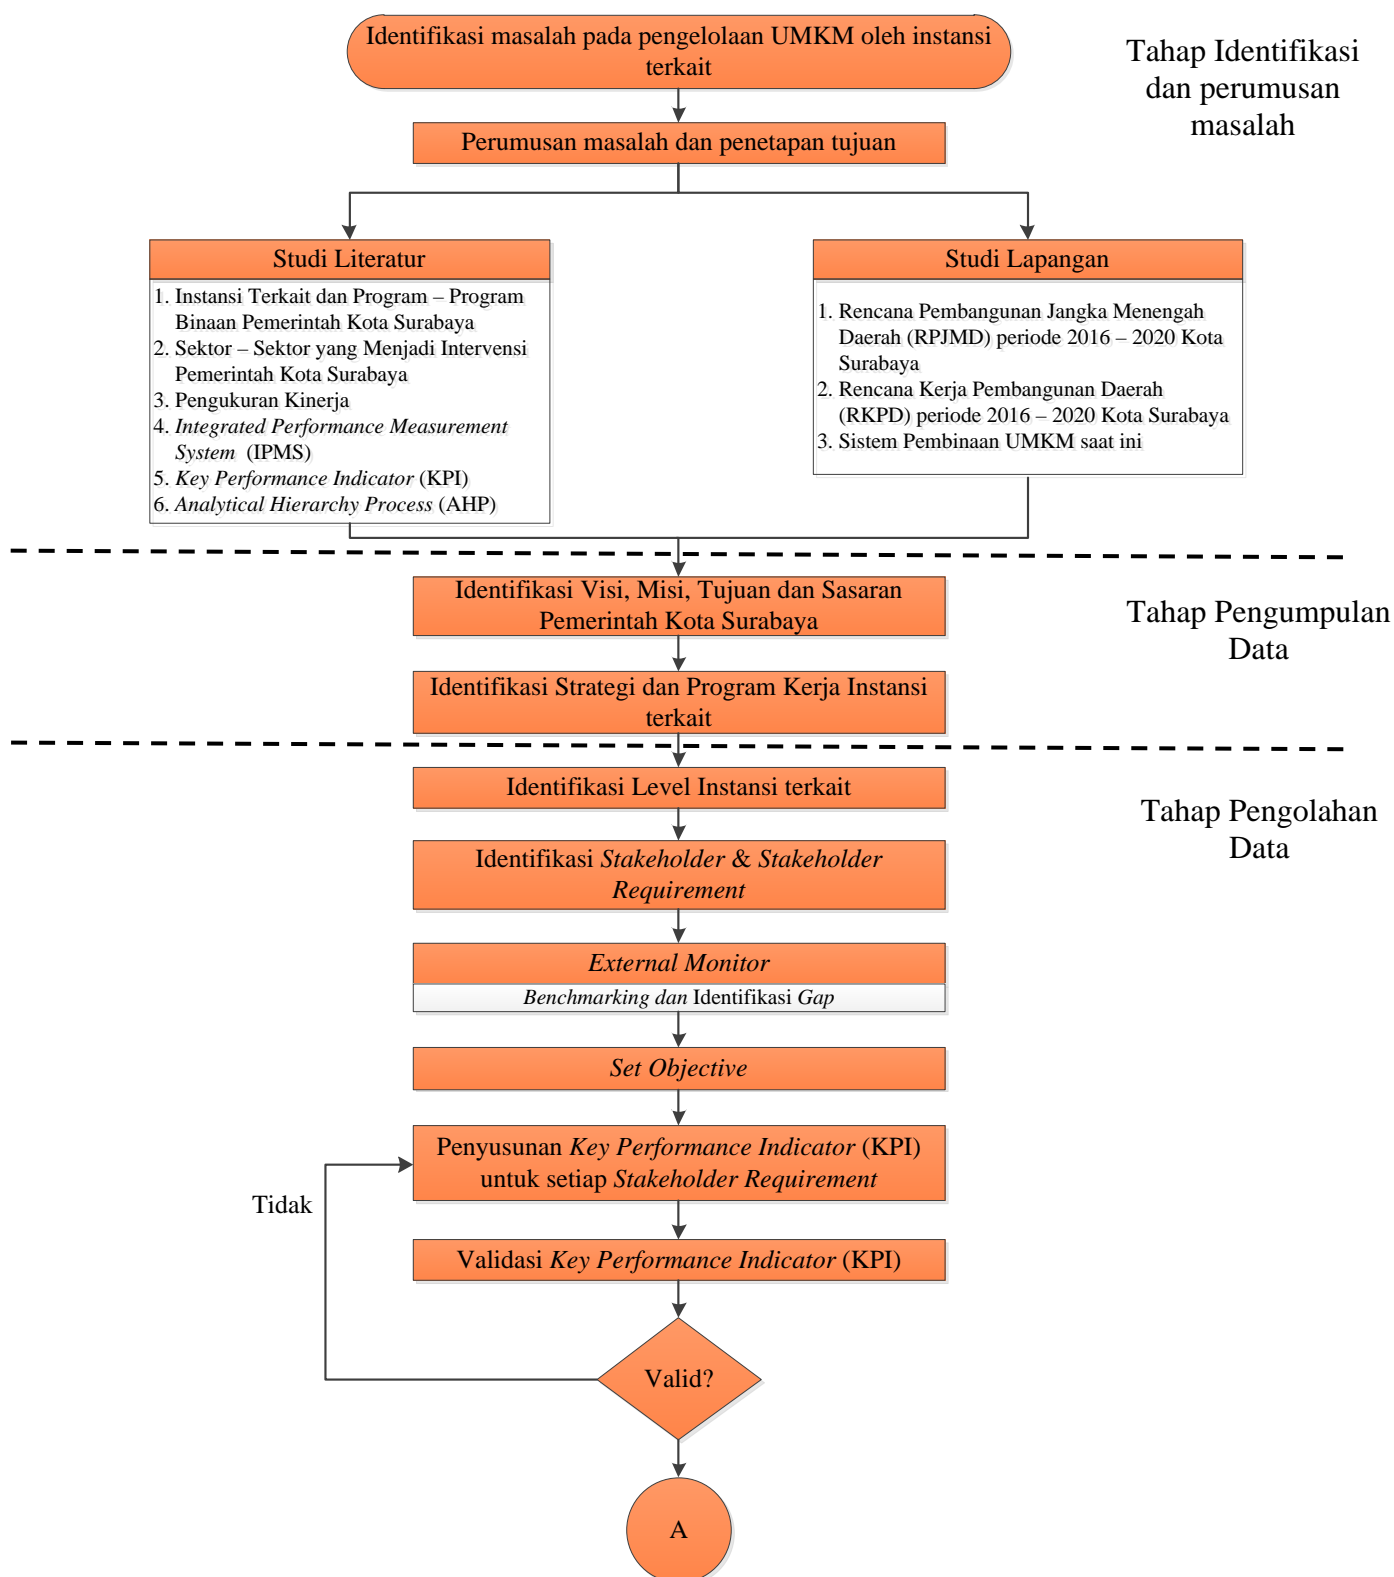 Identifikasi masalah pada pengelolaan UMKM oleh instansi
terkait
Tahap Identifikasi
dan perumusan
masalah
Perumusan masalah dan penetapan tujuan
Studi Literatur
1. Instansi Terkait dan Program – Program
Binaan Pemerintah Kota Surabaya
2. Sektor – Sektor yang Menjadi Intervensi
Pemerintah Kota Surabaya
3. Pengukuran Kinerja
4. Integrated Performance Measurement
System (IPMS)
5. Key Performance Indicator (KPI)
6. Analytical Hierarchy Process (AHP)
Studi Lapangan
1. Rencana Pembangunan Jangka Menengah
Daerah (RPJMD) periode 2016 – 2020 Kota
Surabaya
2. Rencana Kerja Pembangunan Daerah
(RKPD) periode 2016 – 2020 Kota Surabaya
3. Sistem Pembinaan UMKM saat ini
Identifikasi Visi, Misi, Tujuan dan Sasaran
Pemerintah Kota Surabaya
Tahap Pengumpulan
Data
Identifikasi Strategi dan Program Kerja Instansi
terkait
Identifikasi Level Instansi terkait
Tahap Pengolahan
Data
Identifikasi Stakeholder & Stakeholder
Requirement
External Monitor
Benchmarking dan Identifikasi Gap
Set Objective
Penyusunan Key Performance Indicator (KPI)
untuk setiap Stakeholder Requirement
Tidak
Validasi Key Performance Indicator (KPI)
Valid?
A